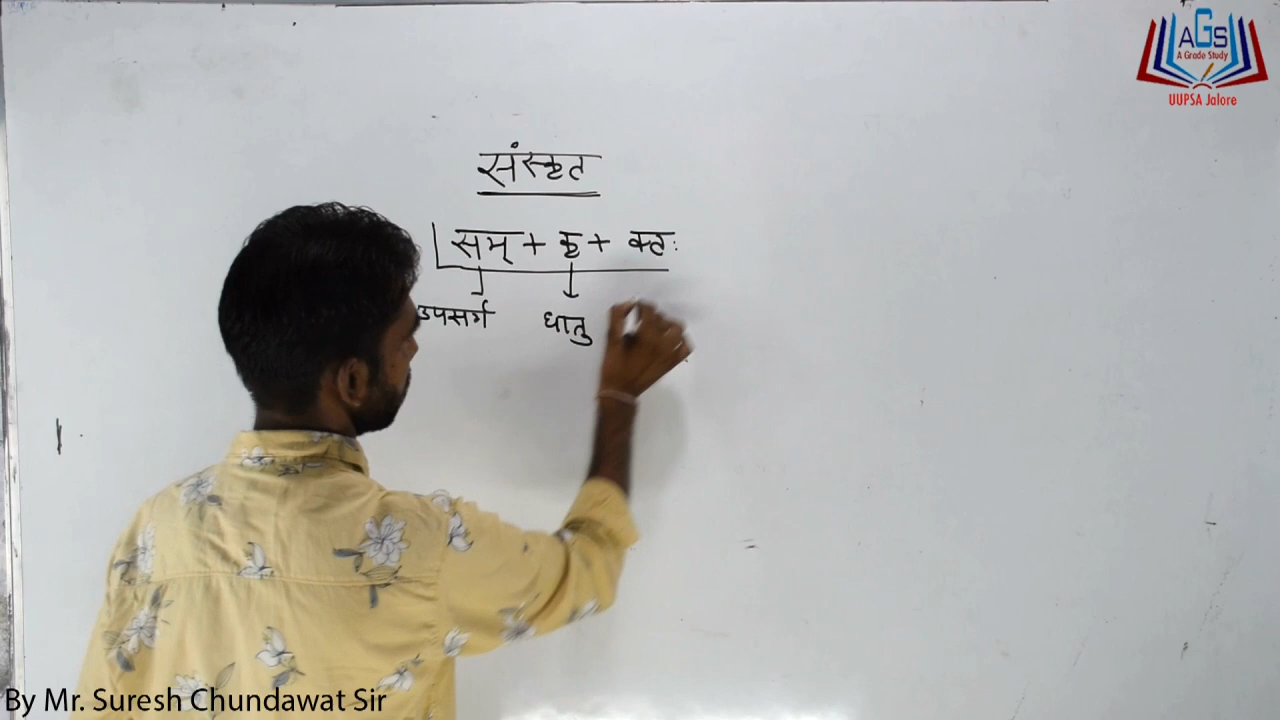 AGS
A Grade Study
UUPSA Jalore
संस्कृत
सम् + कृ + क्तः
उपसर्ग धातु
By Mr. Suresh Chundawat Sir